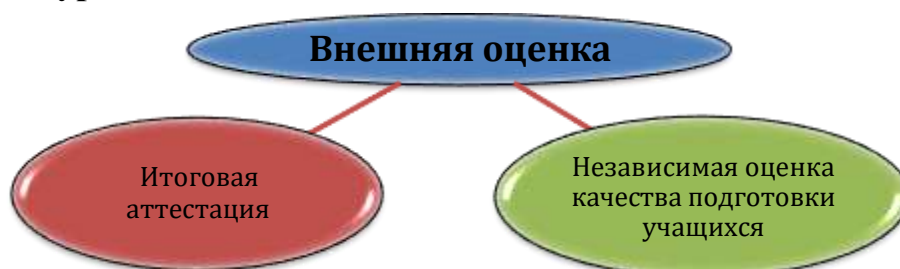 Внешняя оценка
Итоговая
аттестация
Независимая оценка
качества подготовки
учащихся